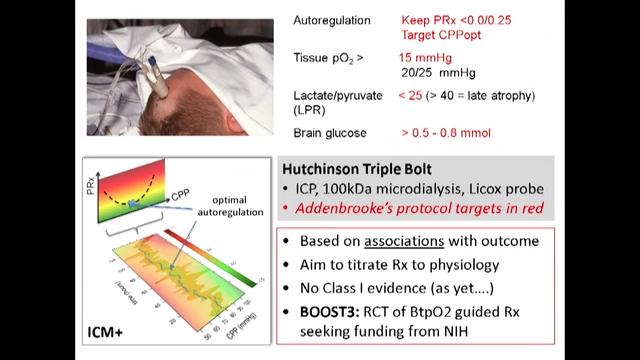 Autoregulation Keep PRx <0.0/0.25
Target CPPopt
Tissue pO2 > 15 mmHg
20/25 mmHg
Lactate/pyruvate < 25 (> 40 = late atrophy)
(LPR)
Brain glucose > 0.5 - 0.8 mmol
PRx
CPP
optimal
autoregulation
CPP (mmHg)
ICM+
Hutchinson Triple Bolt
• ICP, 100kDa microdialysis, Licox probe
• Addenbrooke's protocol targets in red
• Based on associations with outcome
• Aim to titrate Rx to physiology
• No Class I evidence (as yet....)
• BOOST3: RCT of BtpO2 guided Rx
seeking funding from NIH